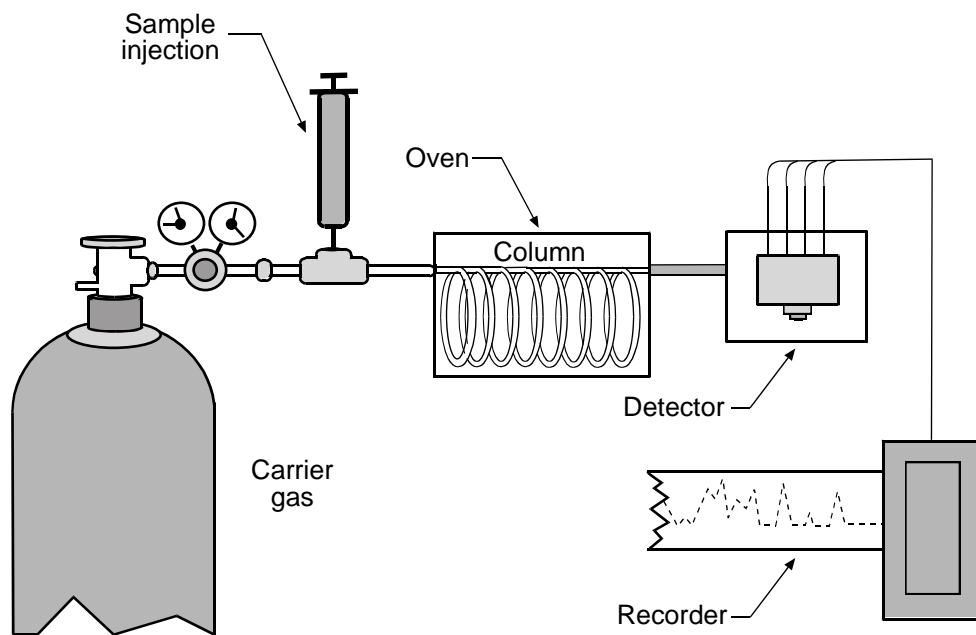 Sample
injection
Oven
Column
Detector
Carrier
gas
Recorder